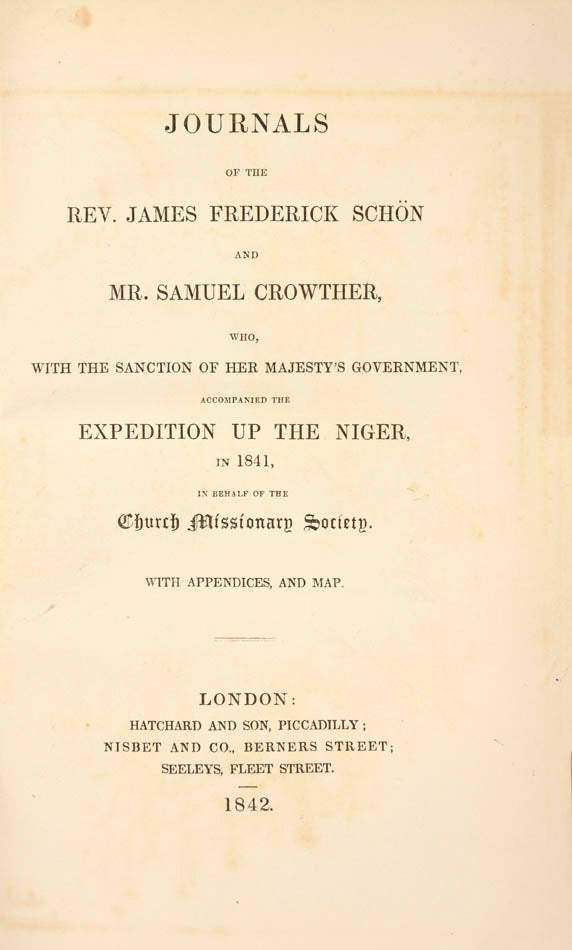 JOURNALS
OF THE
REV. JAMES FREDERICK SCHÖN
AND
MR. SAMUEL CROWTHER,
WHO,
WITH THE SANCTION OF HER MAJESTY'S GOVERNMENT,
ACCOMPANIED THE
EXPEDITION UP THE NIGER,
IN 1841,
IN BEHALF OF THE
Church Missionary Society.
WITH APPENDICES, AND MAP.
LONDON:
HATCHARD AND SON, PICCADILLY;
NISBET AND CO., BERNERS STREET;
SEELEYS, FLEET STREET.
1842.